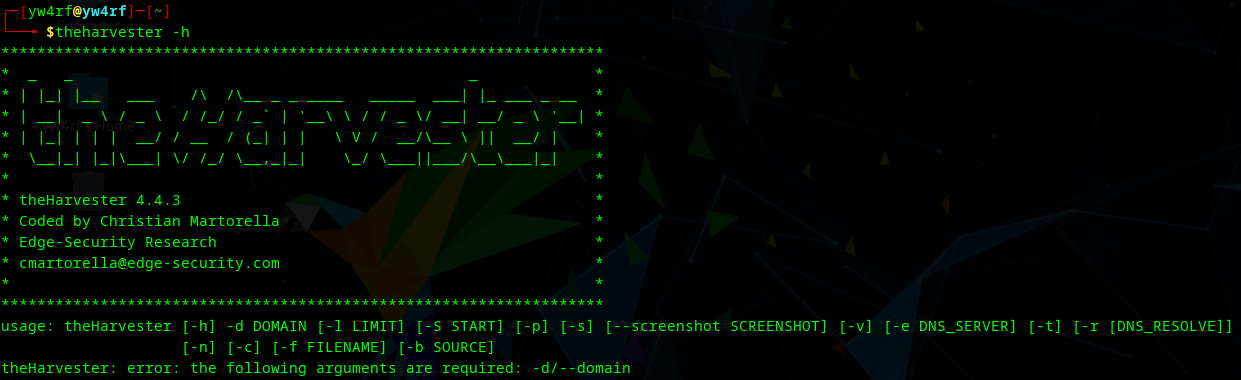 ┌─[yw4rf@yw4rf]─[~]
└──╼ $theharvester -h
*******************************************************************
*  _   _                                            _             *
* | |_| |__   ___    /\  /\__ _ _ ____   _____  ___| |_ ___ _ __  *
* | __|  _ \ / _ \  / /_/ / _` | '__\ \ / / _ \/ __| __/ _ \ '__| *
* | |_| | | |  __/ / __  / (_| | |   \ V /  __/\__ \ ||  __/ |    *
*  \__|_| |_|\___| \/ /_/ \__,_|_|    \_/ \___||___/\__\___|_|    *
*                                                                 *
* theHarvester 4.4.3                                              *
* Coded by Christian Martorella                                   *
* Edge-Security Research                                          *
* cmartorella@edge-security.com                                   *
*                                                                 *
*******************************************************************
usage: theHarvester [-h] -d DOMAIN [-l LIMIT] [-S START] [-p] [-s] [--screenshot SCREENSHOT] [-v] [-e DNS_SERVER] [-t] [-r [DNS_RESOLVE]]
                    [-n] [-c] [-f FILENAME] [-b SOURCE]
theHarvester: error: the following arguments are required: -d/--domain